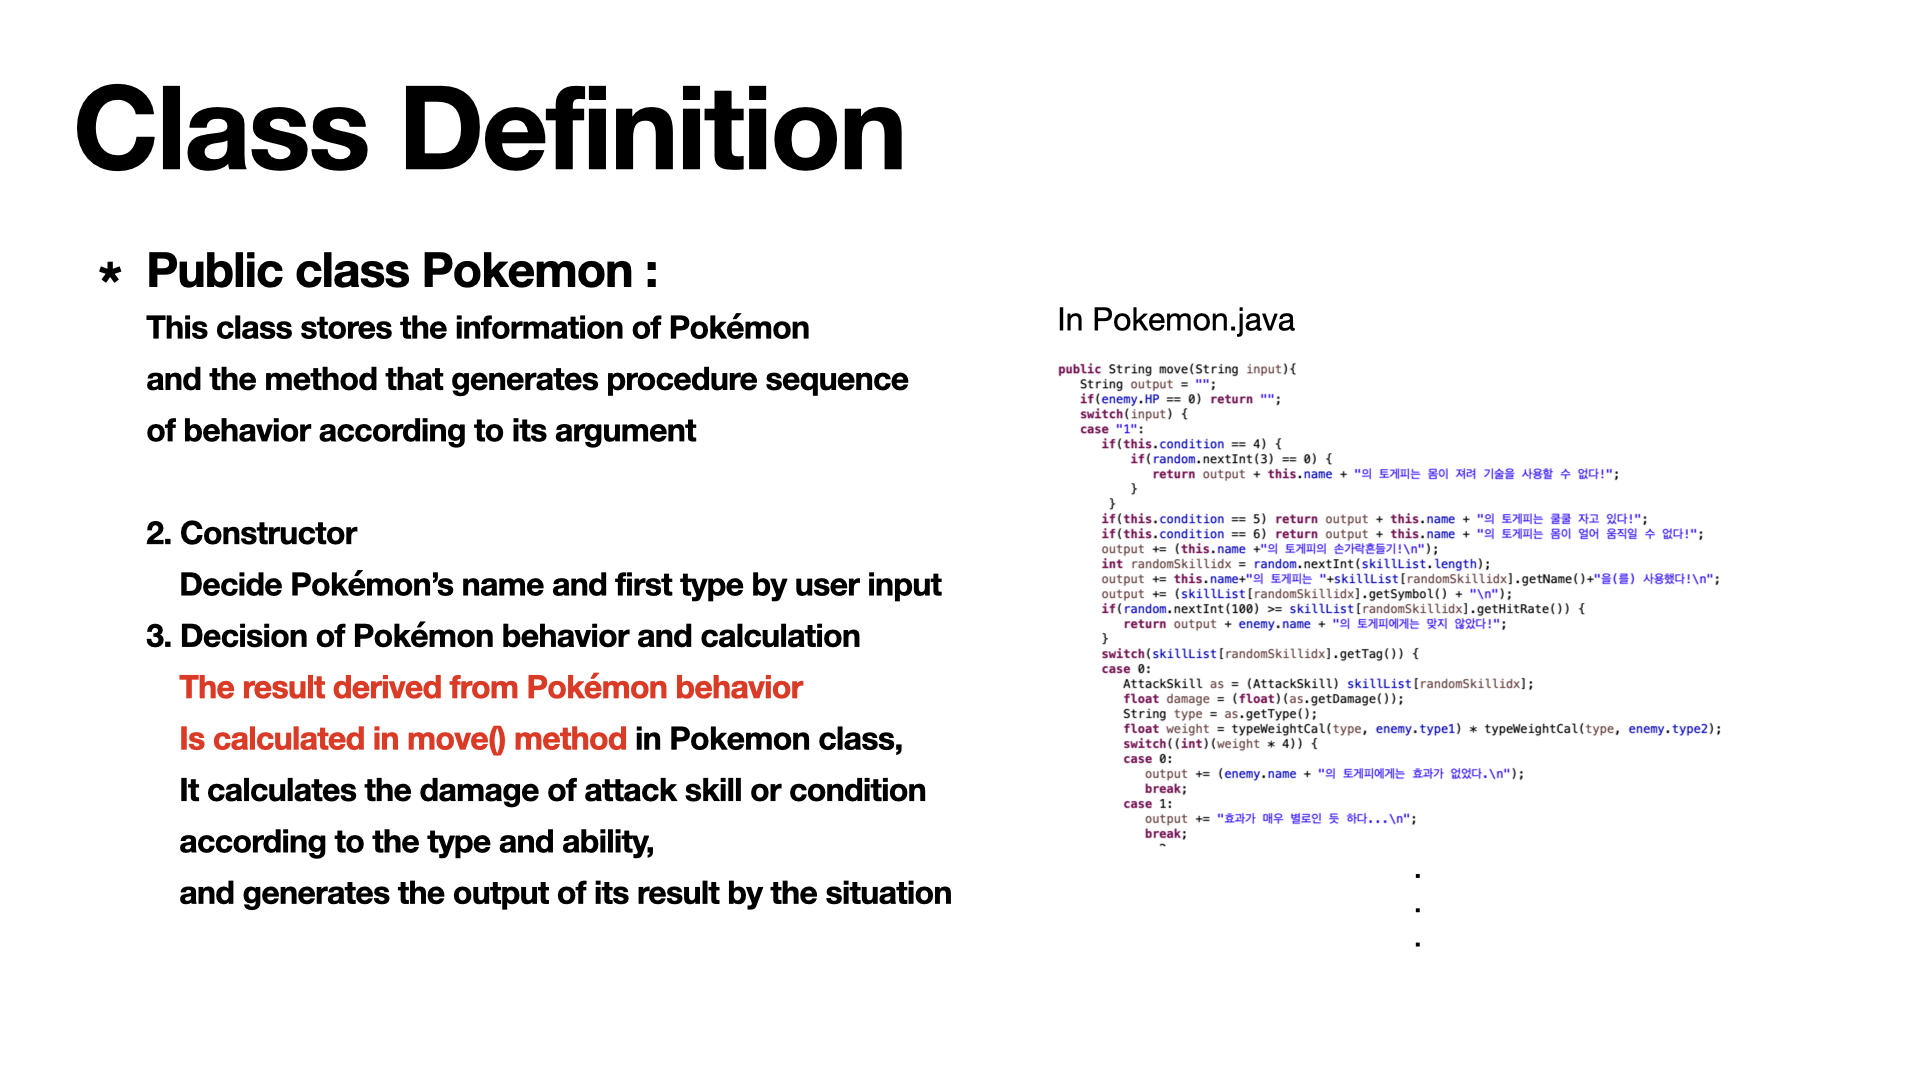 Class Definition
* Public class Pokemon :
This class stores the information of Pokémon
and the method that generates procedure sequence
of behavior according to its argument
2. Constructor
Decide Pokémon’s name and first type by user input
3. Decision of Pokémon behavior and calculation
The result derived from Pokémon behavior
Is calculated in move() method in Pokemon class,
It calculates the damage of attack skill or condition
according to the type and ability,
and generates the output of its result by the situation
In Pokemon.java
public String move(String input){
String output = "";
if(enemy.HP == 0) return "";
switch(input) {
case "1":
if(this.condition == 4) {
if(random.nextInt(3) == 0) {
return output + this.name + "의 토게피는 몸이 져려 기술을 사용할 수 없다!";
}
}
if(this.condition == 5) return output + this.name + "의 토게피는 쿨쿨 자고 있다!";
if(this.condition == 6) return output + this.name + "의 토게피는 몸이 얼어 움직일 수 없다!";
output += (this.name +"의 토게피의 손가락흔들기!\n");
int randomSkillidx = random.nextInt(skillList.length);
output += this.name+"의 토게피는 "+skillList[randomSkillidx].getName()+"을(를) 사용했다!\n";
output += (skillList[randomSkillidx].getSymbol() + "\n");
if(random.nextInt(100) >= skillList[randomSkillidx].getHitRate()) {
return output + enemy.name + "의 토게피에게는 맞지 않았다!";
}
switch(skillList[randomSkillidx].getTag()) {
case 0:
AttackSkill as = (AttackSkill) skillList[randomSkillidx];
float damage = (float)(as.getDamage());
String type = as.getType();
float weight = typeWeightCal(type, enemy.type1) * typeWeightCal(type, enemy.type2);
switch((int)(weight * 4)) {
case 0:
output += (enemy.name + "의 토게피에게는 효과가 없었다.\n");
break;
case 1:
output += "효과가 매우 별로인 듯 하다...\n";
break;
.
.
.